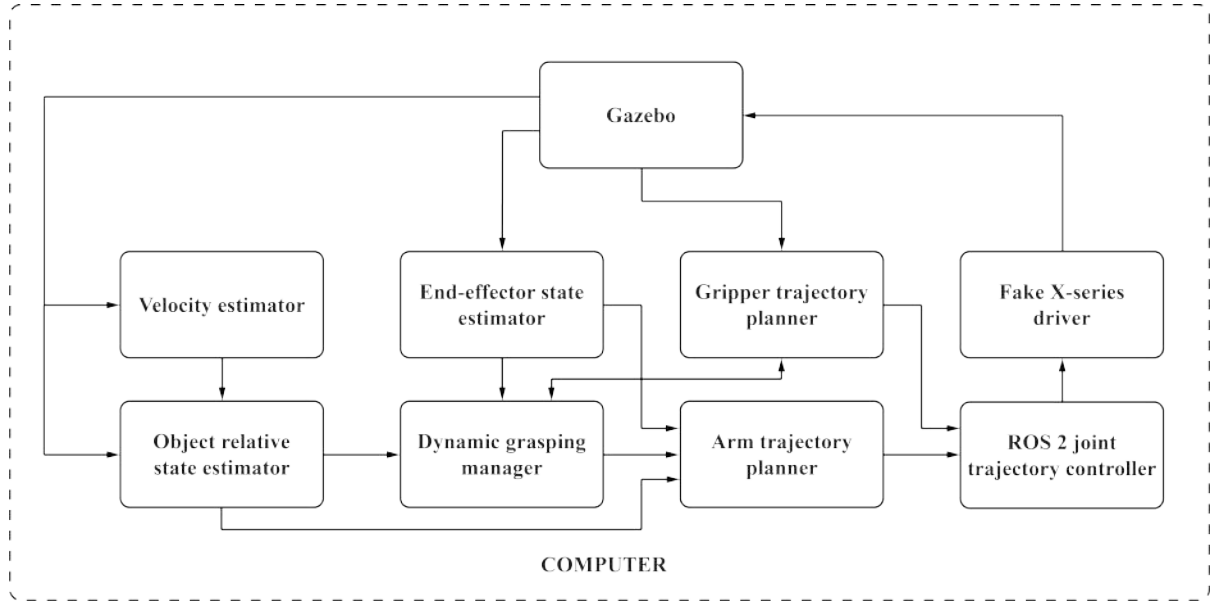 Gazebo
Velocity estimator
End-effector state
estimator
Gripper trajectory
planner
Fake X-series
driver
Object relative
state estimator
Dynamic grasping
manager
Arm trajectory
planner
ROS 2 joint
trajectory controller
COMPUTER